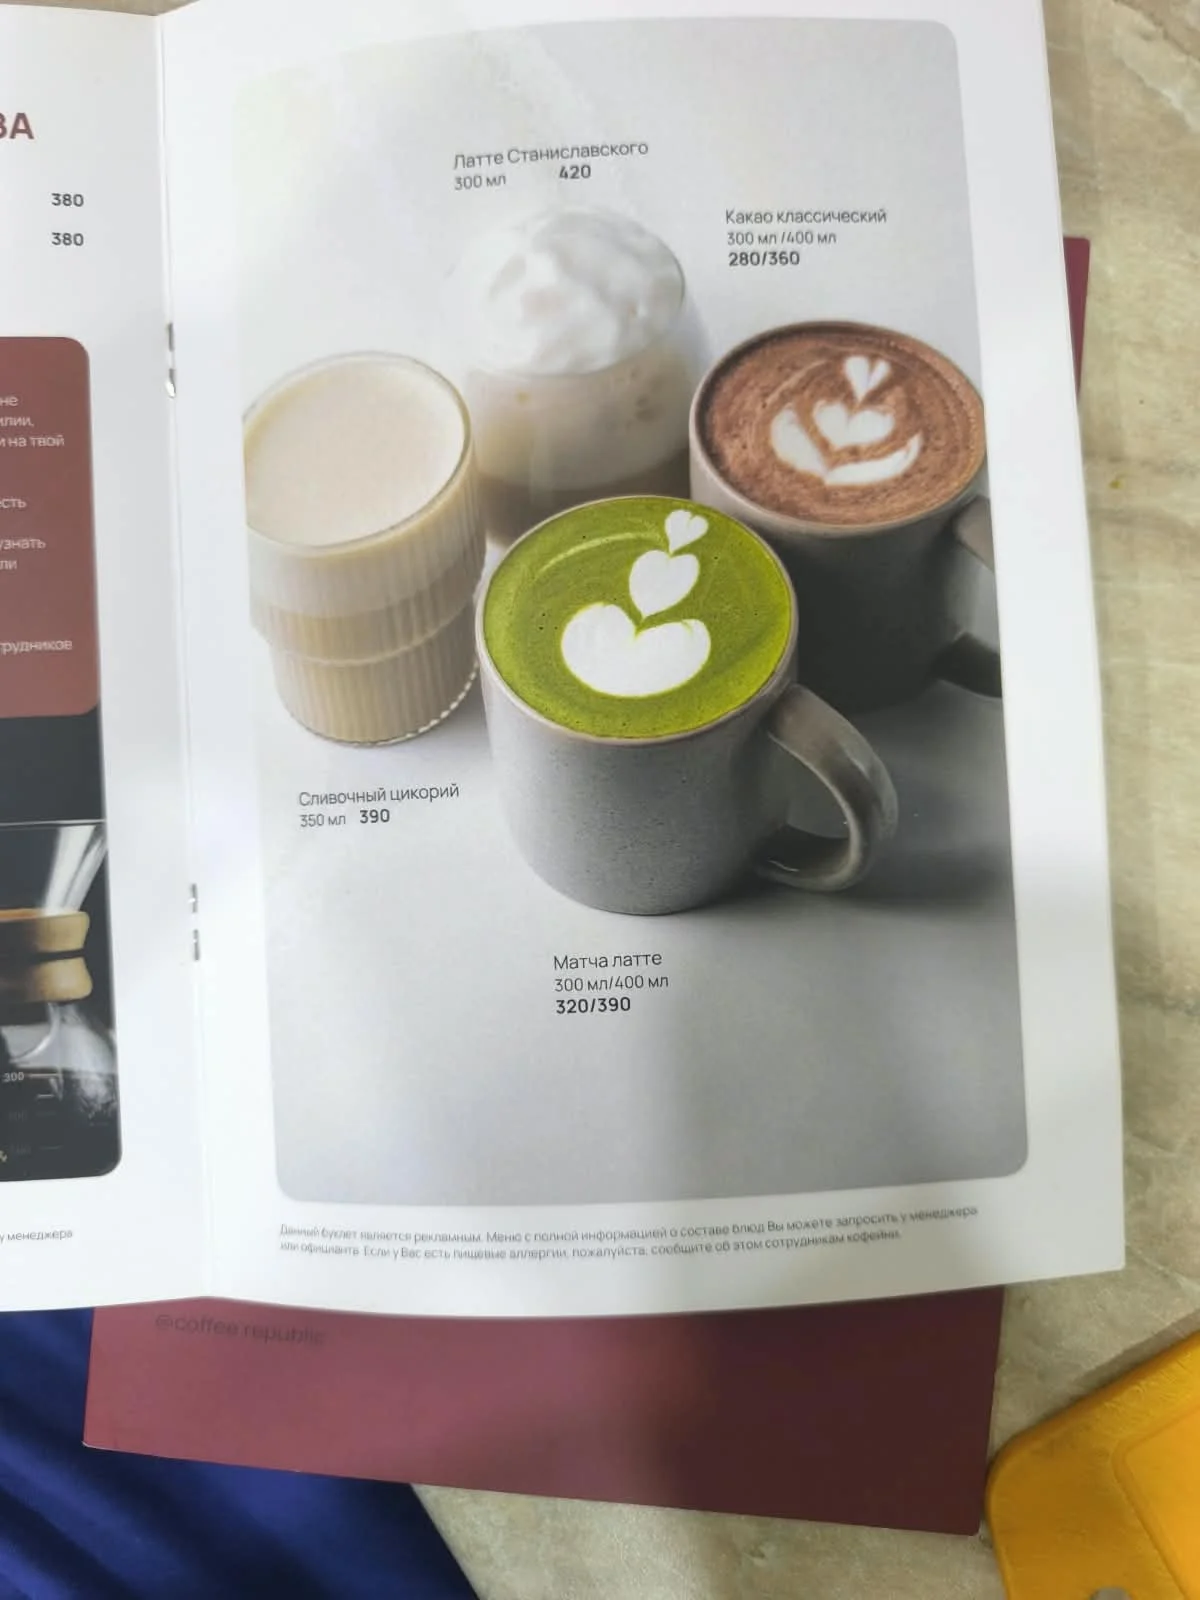 ВА
380
380
не
илии,
и на твой
есть
узнать
ли
трудников
300
у менеджера
Латте Станиславского
300 мл 420
Какао классический
300 мл /400 мл
280/360
Сливочный цикорий
350 мл 390
Матча латте
300 мл/400 мл
320/390
Данный буклет является рекламным. Меню с полной информацией о составе блюд Вы можете запросить у менеджера
или официанта. Если у Вас есть пищевые аллергии, пожалуйста, сообщите об этом сотрудникам кофейни.
@coffee republic